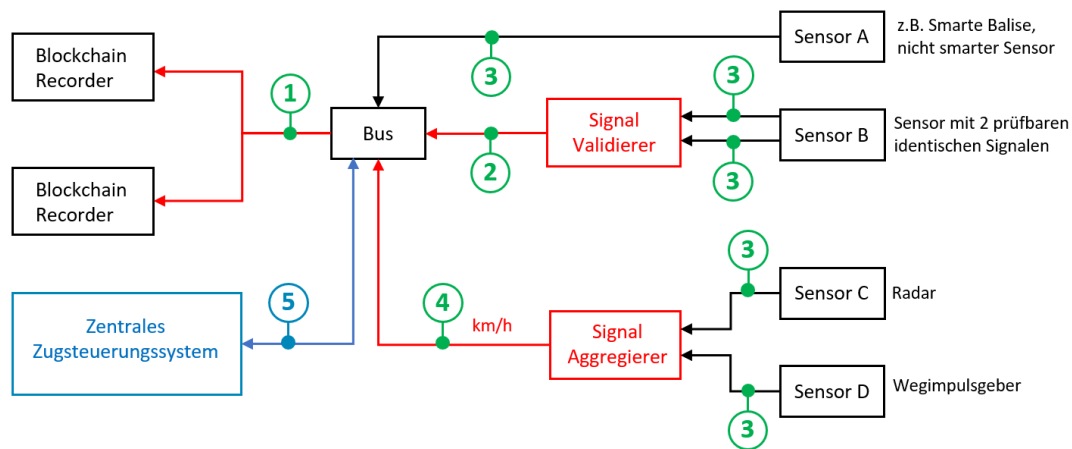 Blockchain
Recorder
1
Bus
3
Sensor A
z.B. Smarte Balise,
nicht smarter Sensor
2
Signal
Validierer
3
3
Sensor B
Sensor mit 2 prüfbaren
identischen Signalen
Blockchain
Recorder
Zentrales
Zugsteuerungssystem
5
4
km/h
Signal
Aggregierer
3
Sensor C
Radar
3
Sensor D
Wegimpulsgeber